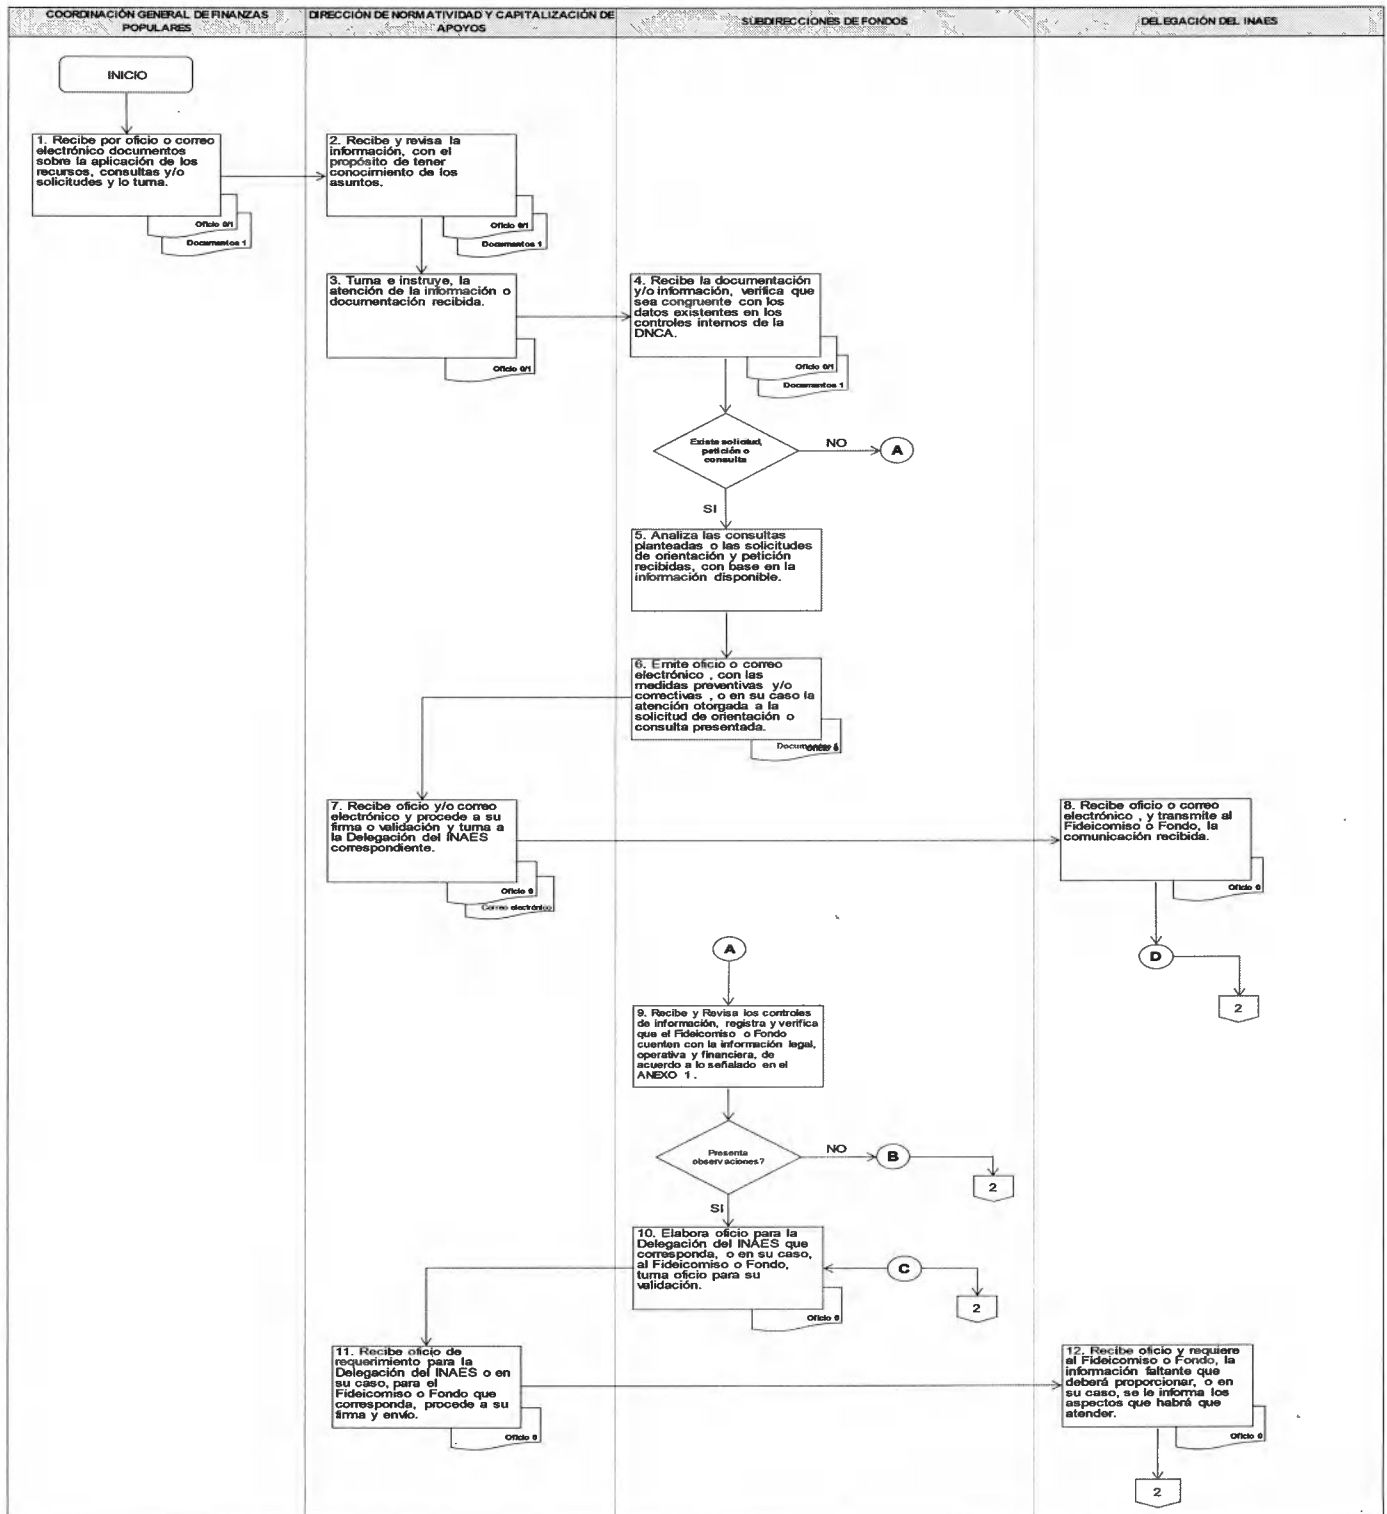 COORDINACIÓN GENERAL DE FINANZAS
POPULARES
DIRECCIÓN DE NORMATIVIDAD Y CAPITALIZACIÓN DE
APOYOS
SUBDIRECCIONES DE FONDOS
DELEGACIÓN DEL INAES
INICIO
1. Recibe por oficio o correo
electrónico documentos
sobre la aplicación de los
recursos, consultas y/o
solicitudes y lo turna.
Oficio 0/1
Documentos 1
2. Recibe y revisa la
información, con el
propósito de tener
conocimiento de los
asuntos.
Oficio 0/1
Documentos 1
3. Turna e instruye, la
atención de la información o
documentación recibida.
Oficio 0/1
4. Recibe la documentación
y/o información, verifica que
sea congruente con los
datos existentes en los
controles internos de la
DNCA.
Oficio 0/1
Documentos 1
Existe solicitud,
petición o
consulta
NO
A
SI
5. Analiza las consultas
planteadas o las solicitudes
de orientación y petición
recibidas, con base en la
información disponible.
6. Emite oficio o correo
electrónico , con las
medidas preventivas y/o
correctivas , o en su caso la
atención otorgada a la
solicitud de orientación o
consulta presentada.
7. Recibe oficio y/o correo
electrónico y procede a su
firma o validación y turna a
la Delegación del INAES
correspondiente.
Oficio 0
Correo electrónico
8. Recibe oficio o correo
electrónico , y transmite al
Fideicomiso o Fondo, la
comunicación recibida.
Oficio 0
D
2
A
9. Recibe y Revisa los controles
de información, registra y verifica
que el Fideicomiso o Fondo
cuenten con la información legal,
operativa y financiera, de
acuerdo a lo señalado en el
ANEXO 1 .
Presenta
observaciones?
NO
B
2
SI
10. Elabora oficio para la
Delegación del INAES que
corresponda, o en su caso,
al Fideicomiso o Fondo,
turna oficio para su
validación.
Oficio 0
C
2
11. Recibe oficio de
requerimiento para la
Delegación del INAES o en
su caso, para el
Fideicomiso o Fondo que
corresponda, procede a su
firma y envío.
Oficio 0
12. Recibe oficio y requiere
al Fideicomiso o Fondo, la
información faltante que
deberá proporcionar, o en
su caso, se le informa los
aspectos que habrá que
atender.
Oficio 0
2